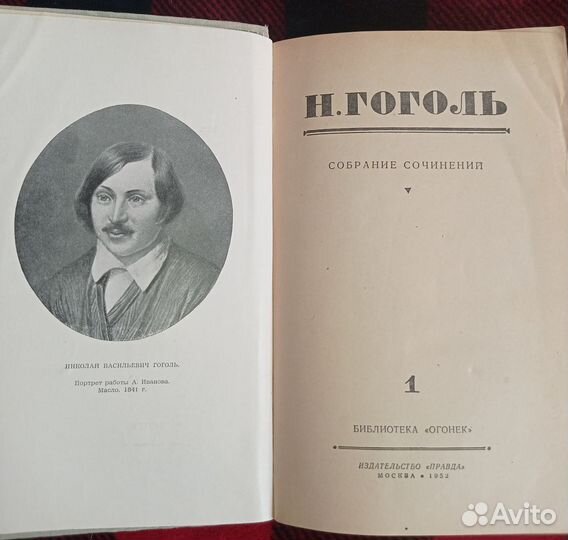 НИКОЛАЙ ВАСИЛЬЕВИЧ ГОГОЛЬ.
Портрет работы А. Иванова.
Масло. 1841 г.
Н. ГОГОЛЬ
СОБРАНИЕ СОЧИНЕНИЙ
1
БИБЛИОТЕКА «ОГОНЕК»
ИЗДАТЕЛЬСТВО «ПРАВДА»
МОСКВА • 1952
Avito